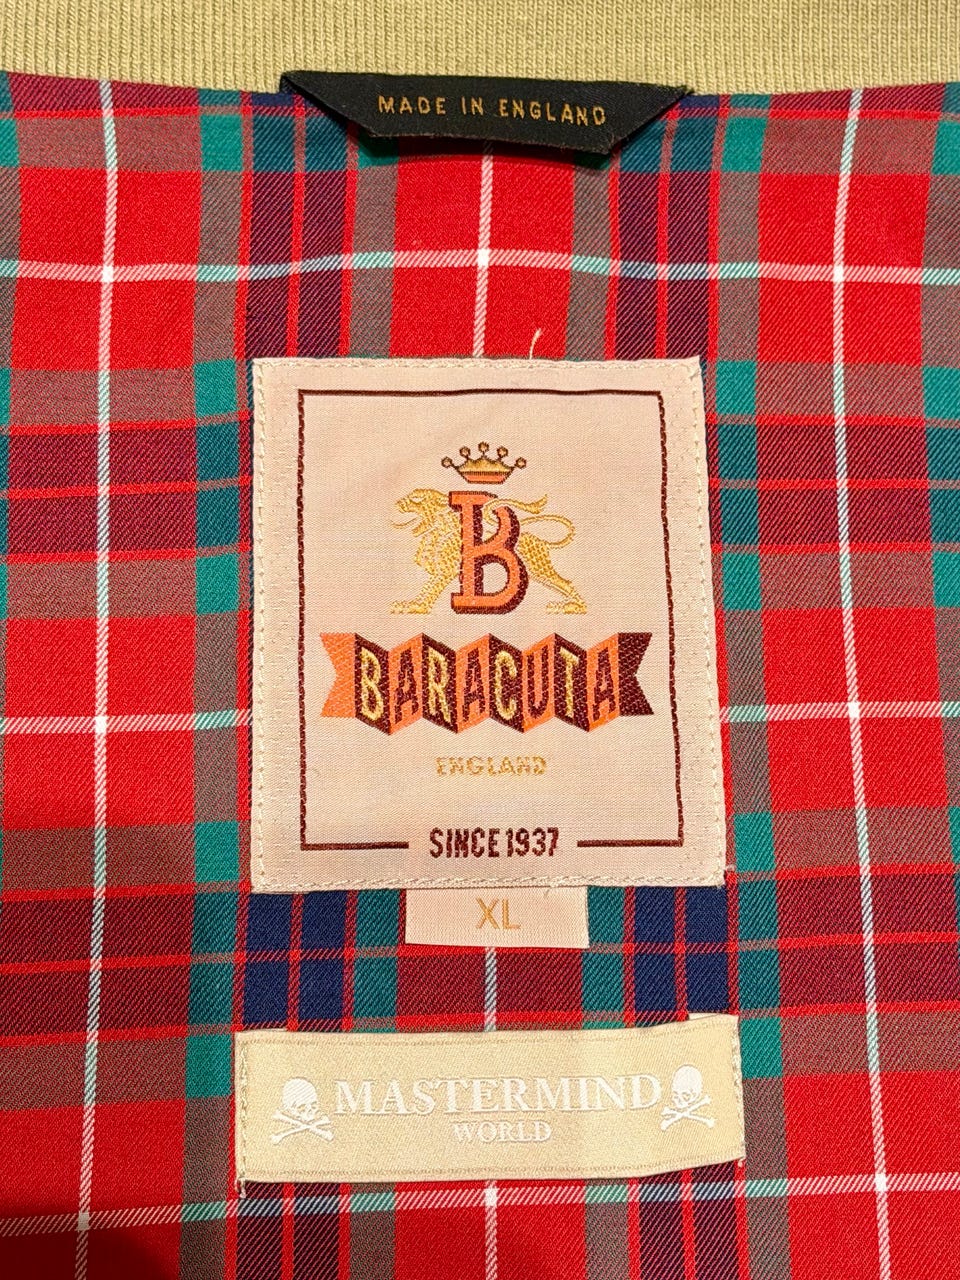 MADE IN ENGLAND
B
BARACUTA
ENGLAND
SINCE 1937
XL
MASTERMIND
WORLD